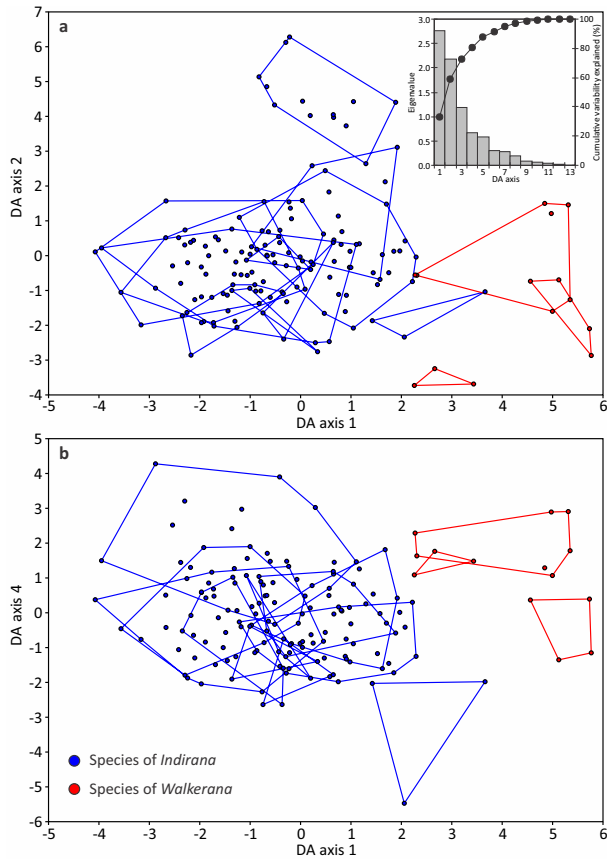 a
7
6
5
4
3
2
1
0
-1
-2
-3
-4
DA axis 2
-5 -4 -3 -2 -1 0 1 2 3 4 5 6
DA axis 1
3.0
2.5
2.0
1.5
1.0
0.5
0.0
Eigenvalue
100
80
60
40
20
0
Cumulative variability explained (%)
1 3 5 7 9 11 13
DA axis
b
5
4
3
2
1
0
-1
-2
-3
-4
-5
-6
DA axis 4
Species of Indirana
Species of Walkerana
-5 -4 -3 -2 -1 0 1 2 3 4 5 6
DA axis 1